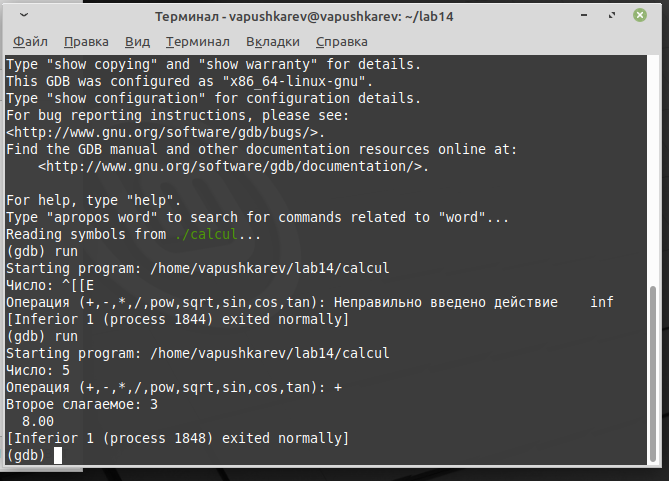 Терминал - vapushkarev@vapushkarev: ~/lab14
Файл Правка Вид Терминал Вкладки Справка
Type "show copying" and "show warranty" for details.
This GDB was configured as "x86_64-linux-gnu".
Type "show configuration" for configuration details.
For bug reporting instructions, please see:
<http://www.gnu.org/software/gdb/bugs/>.
Find the GDB manual and other documentation resources online at:
    <http://www.gnu.org/software/gdb/documentation/>.

For help, type "help".
Type "apropos word" to search for commands related to "word"...
Reading symbols from ./calcul...
(gdb) run
Starting program: /home/vapushkarev/lab14/calcul
Число: ^[[E
Операция (+,-,*,/,pow,sqrt,sin,cos,tan): Неправильно введено действие    inf
[Inferior 1 (process 1844) exited normally]
(gdb) run
Starting program: /home/vapushkarev/lab14/calcul
Число: 5
Операция (+,-,*,/,pow,sqrt,sin,cos,tan): +
Второе слагаемое: 3
  8.00
[Inferior 1 (process 1848) exited normally]
(gdb)